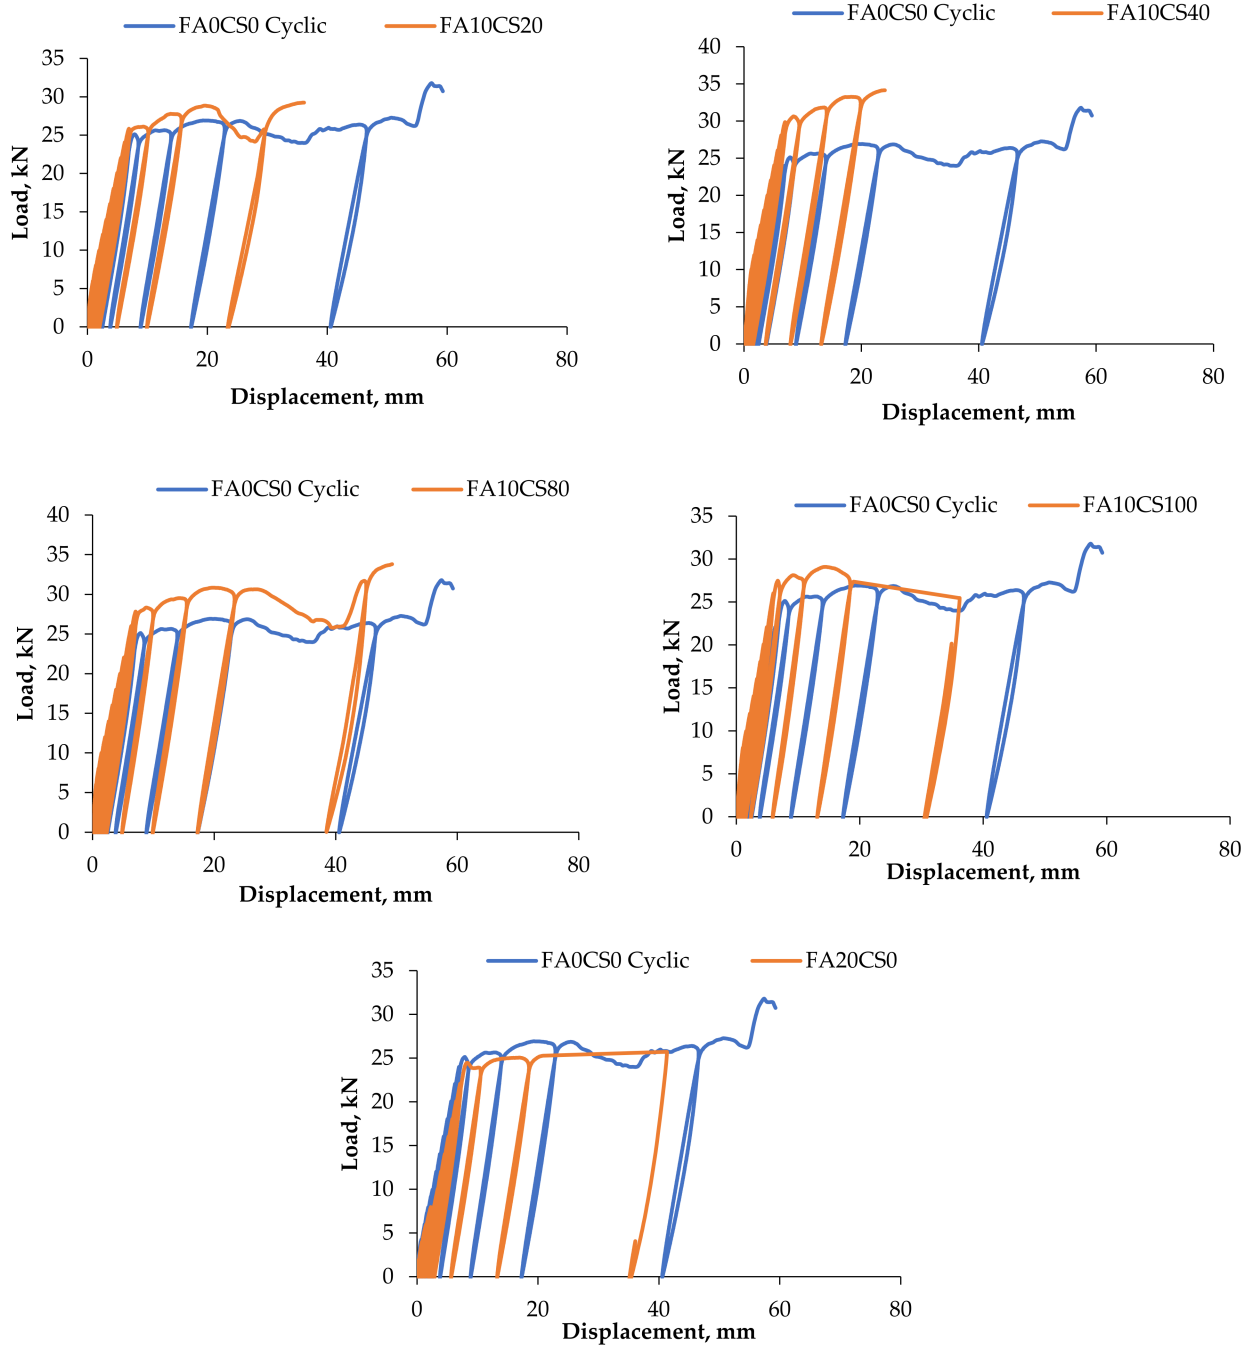 FA0CS0 Cyclic FA10CS20
35
30
25
20
15
10
5
0
Load, kN
0 20 40 60 80
Displacement, mm
FA0CS0 Cyclic FA10CS40
40
35
30
25
20
15
10
5
0
Load, kN
0 20 40 60 80
Displacement, mm
FA0CS0 Cyclic FA10CS80
40
35
30
25
20
15
10
5
0
Load, kN
0 20 40 60 80
Displacement, mm
FA0CS0 Cyclic FA10CS100
35
30
25
20
15
10
5
0
Load, kN
0 20 40 60 80
Displacement, mm
FA0CS0 Cyclic FA20CS0
35
30
25
20
15
10
5
0
Load, kN
0 20 40 60 80
Displacement, mm